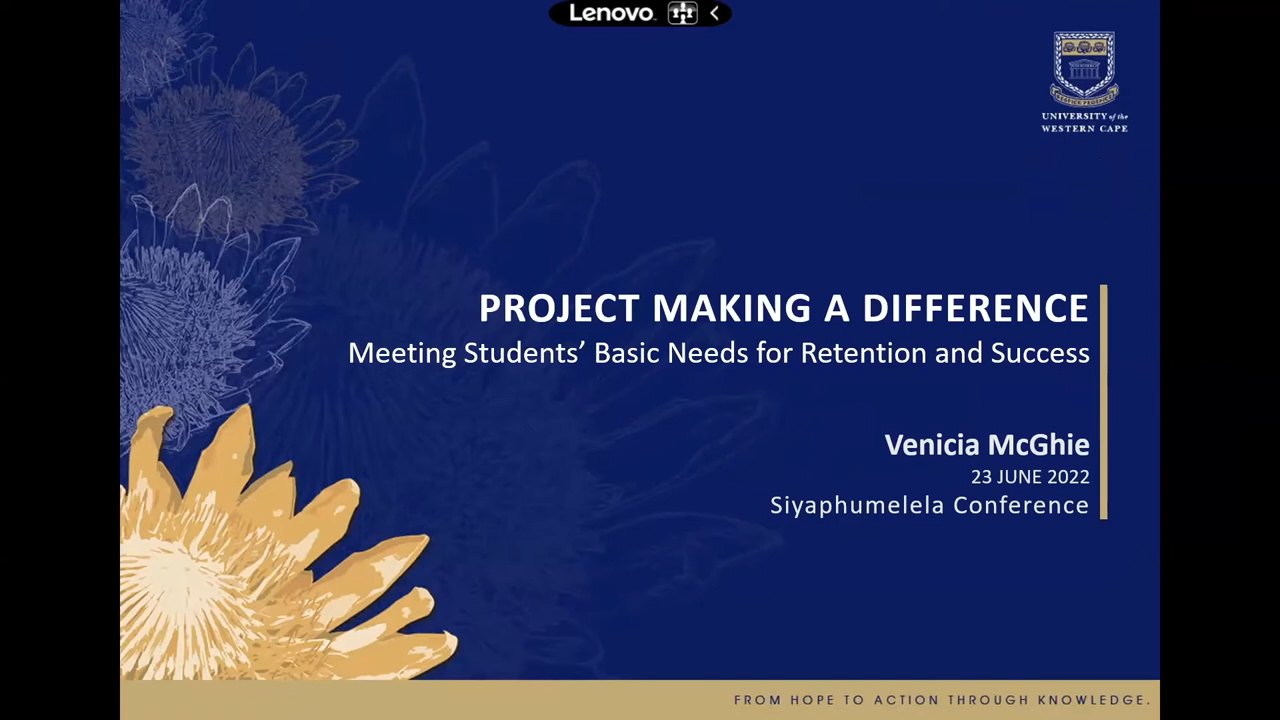 Lenovo
UNIVERSITY of the
WESTERN CAPE
PROJECT MAKING A DIFFERENCE
Meeting Students’ Basic Needs for Retention and Success
Venicia McGhie
23 JUNE 2022
Siyaphumelela Conference
FROM HOPE TO ACTION THROUGH KNOWLEDGE.